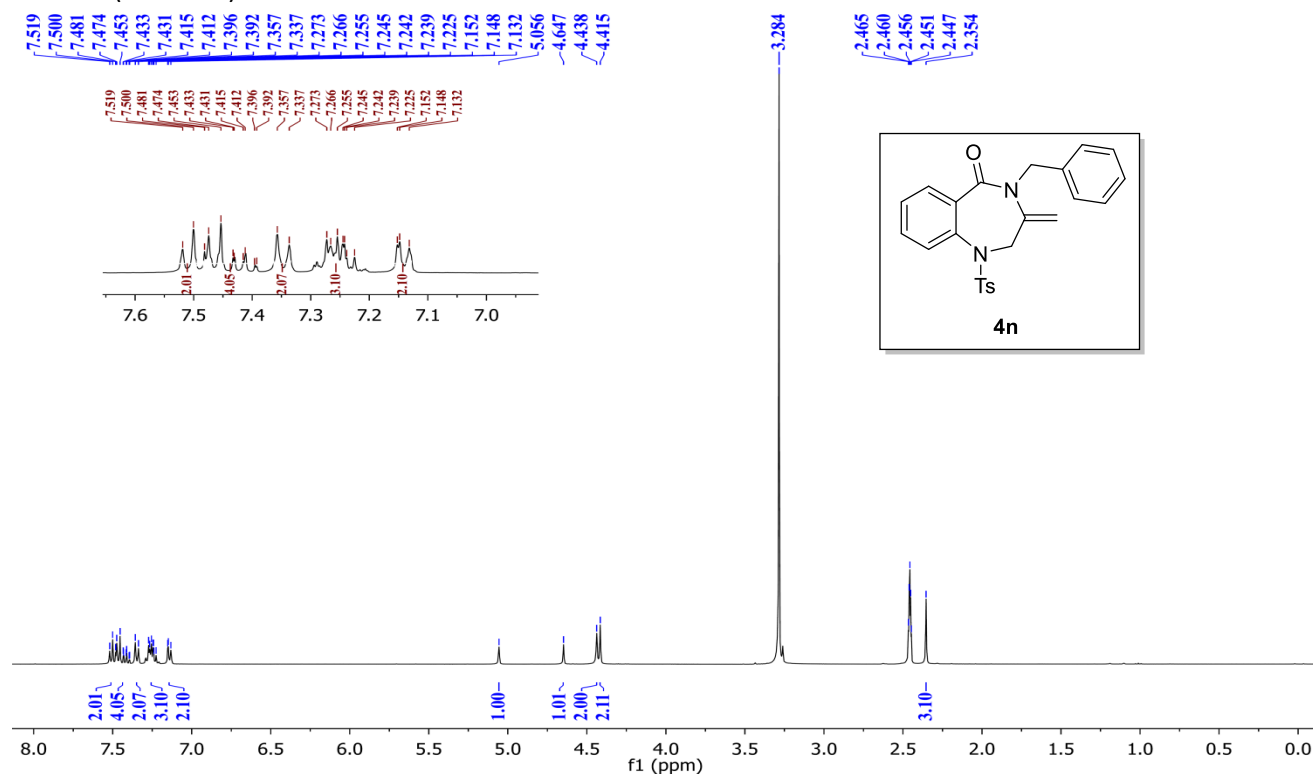 7.519 7.500 7.481 7.474 7.453 7.433 7.431 7.415 7.412 7.396 7.392 7.357 7.337 7.273 7.266 7.255 7.245 7.242 7.239 7.225 7.152 7.148 7.132 5.056 4.647 4.438 4.415 3.284 2.465 2.460 2.456 2.451 2.447 2.354
7.519 7.500 7.481 7.474 7.453 7.433 7.431 7.415 7.412 7.396 7.392 7.357 7.337 7.273 7.266 7.255 7.245 7.242 7.239 7.225 7.152 7.148 7.132
2.01 4.05 2.07 3.10 2.10
7.6 7.5 7.4 7.3 7.2 7.1 7.0
O
N
N
Ts
4n
2.01 4.05 2.07 3.10 2.10 1.00 1.01 2.00 2.11 3.10
8.0 7.5 7.0 6.5 6.0 5.5 5.0 4.5 4.0 3.5 3.0 2.5 2.0 1.5 1.0 0.5 0.0
f1 (ppm)